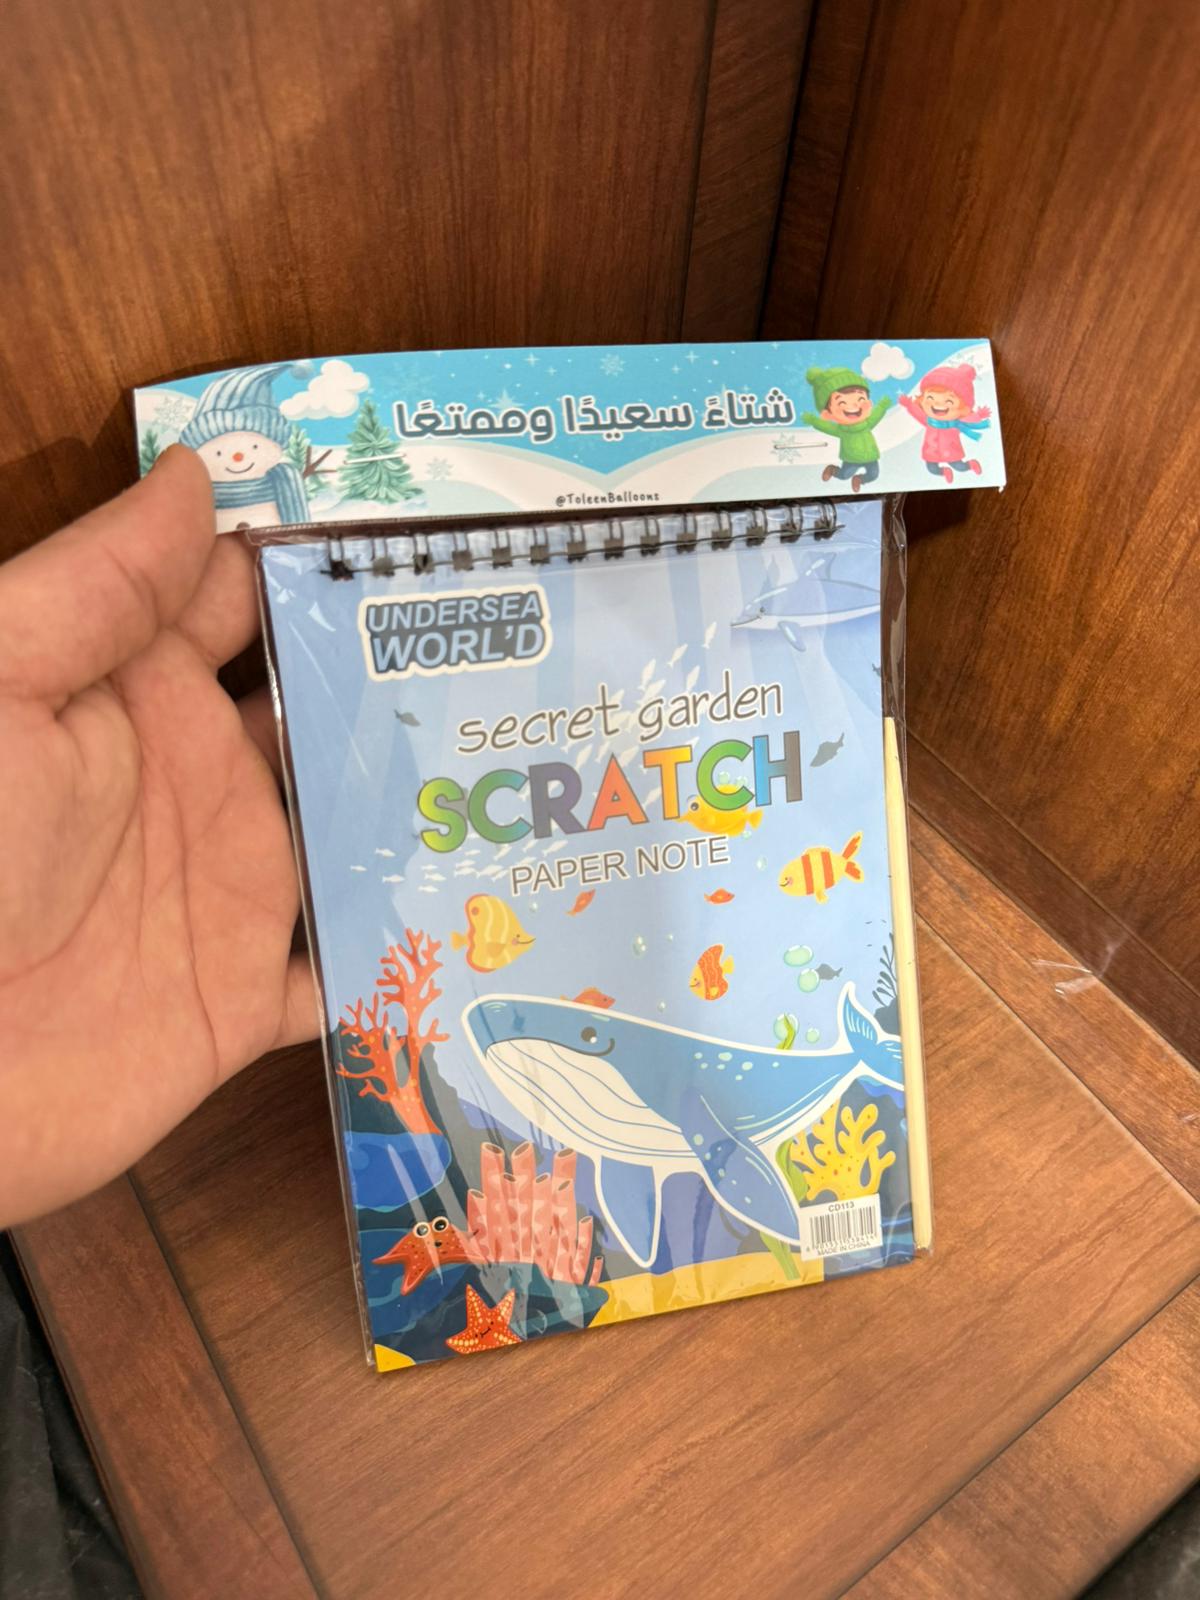 شتاءً سعيدًا وممتعًا
@ToleenBalloons
UNDERSEA
WORL'D
secret garden
SCRATCH
PAPER NOTE
CD113
MADE IN CHINA